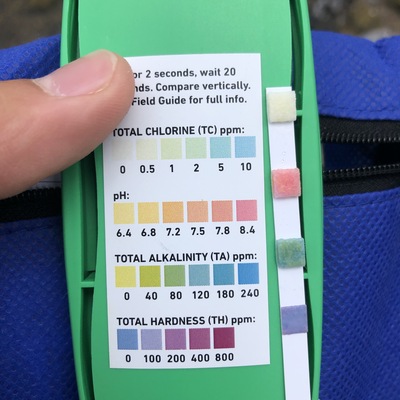 or 2 seconds, wait 20
nds. Compare vertically.
Field Guide for full info.
TOTAL CHLORINE (TC) ppm:
0 0.5 1 2 5 10
pH:
6.4 6.8 7.2 7.5 7.8 8.4
TOTAL ALKALINITY (TA) ppm:
0 40 80 120 180 240
TOTAL HARDNESS (TH) ppm:
0 100 200 400 800